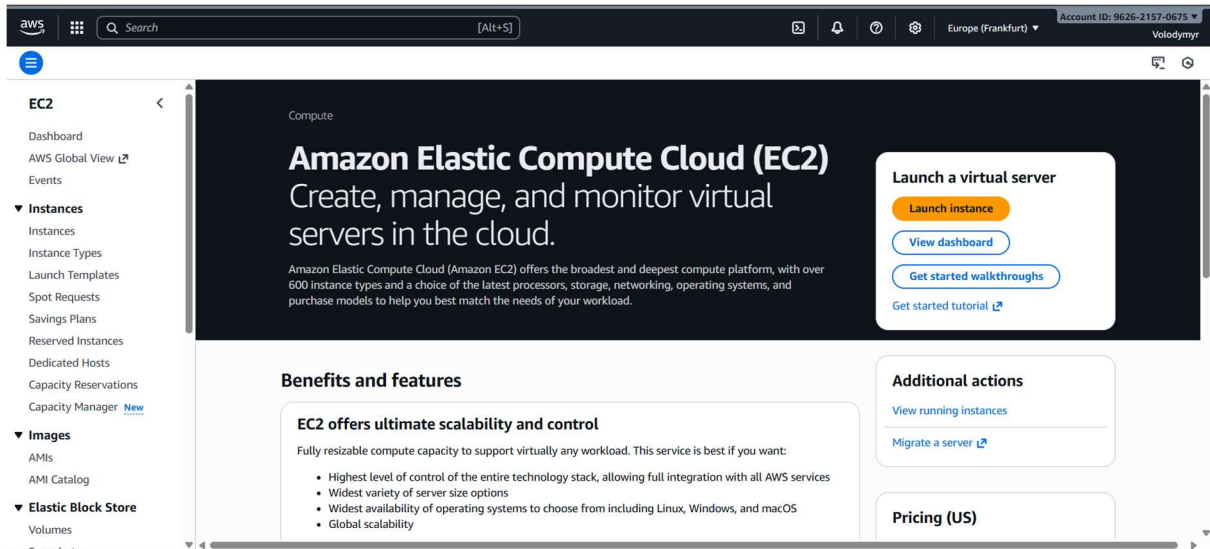 aws
Search
[Alt+S]
Europe (Frankfurt) ▼
Account ID: 9626-2157-0675 ▼
Volodymyr
EC2
Dashboard
AWS Global View
Events
▼ Instances
Instances
Instance Types
Launch Templates
Spot Requests
Savings Plans
Reserved Instances
Dedicated Hosts
Capacity Reservations
Capacity Manager New
▼ Images
AMIs
AMI Catalog
▼ Elastic Block Store
Volumes
Compute
Amazon Elastic Compute Cloud (EC2)
Create, manage, and monitor virtual
servers in the cloud.
Amazon Elastic Compute Cloud (Amazon EC2) offers the broadest and deepest compute platform, with over
600 instance types and a choice of the latest processors, storage, networking, operating systems, and
purchase models to help you best match the needs of your workload.
Launch a virtual server
Launch instance
View dashboard
Get started walkthroughs
Get started tutorial
Benefits and features
EC2 offers ultimate scalability and control
Fully resizable compute capacity to support virtually any workload. This service is best if you want:
• Highest level of control of the entire technology stack, allowing full integration with all AWS services
• Widest variety of server size options
• Widest availability of operating systems to choose from including Linux, Windows, and macOS
• Global scalability
Additional actions
View running instances
Migrate a server
Pricing (US)